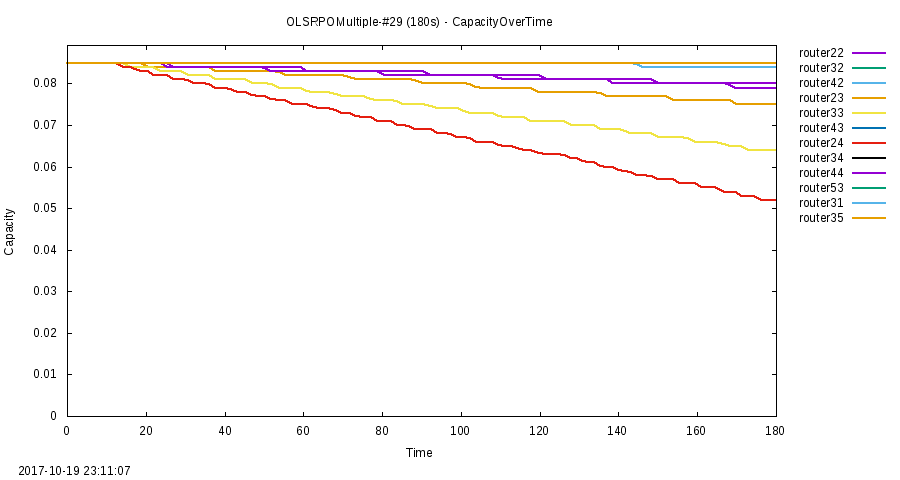 OLSRPOMultiple-#29 (180s) - CapacityOverTime
router22
router32
router42
router23
router33
router43
router24
router34
router44
router53
router31
router35
0.08
0.07
0.06
0.05
0.04
0.03
0.02
0.01
0
Capacity
0 20 40 60 80 100 120 140 160 180
Time
2017-10-19 23:11:07